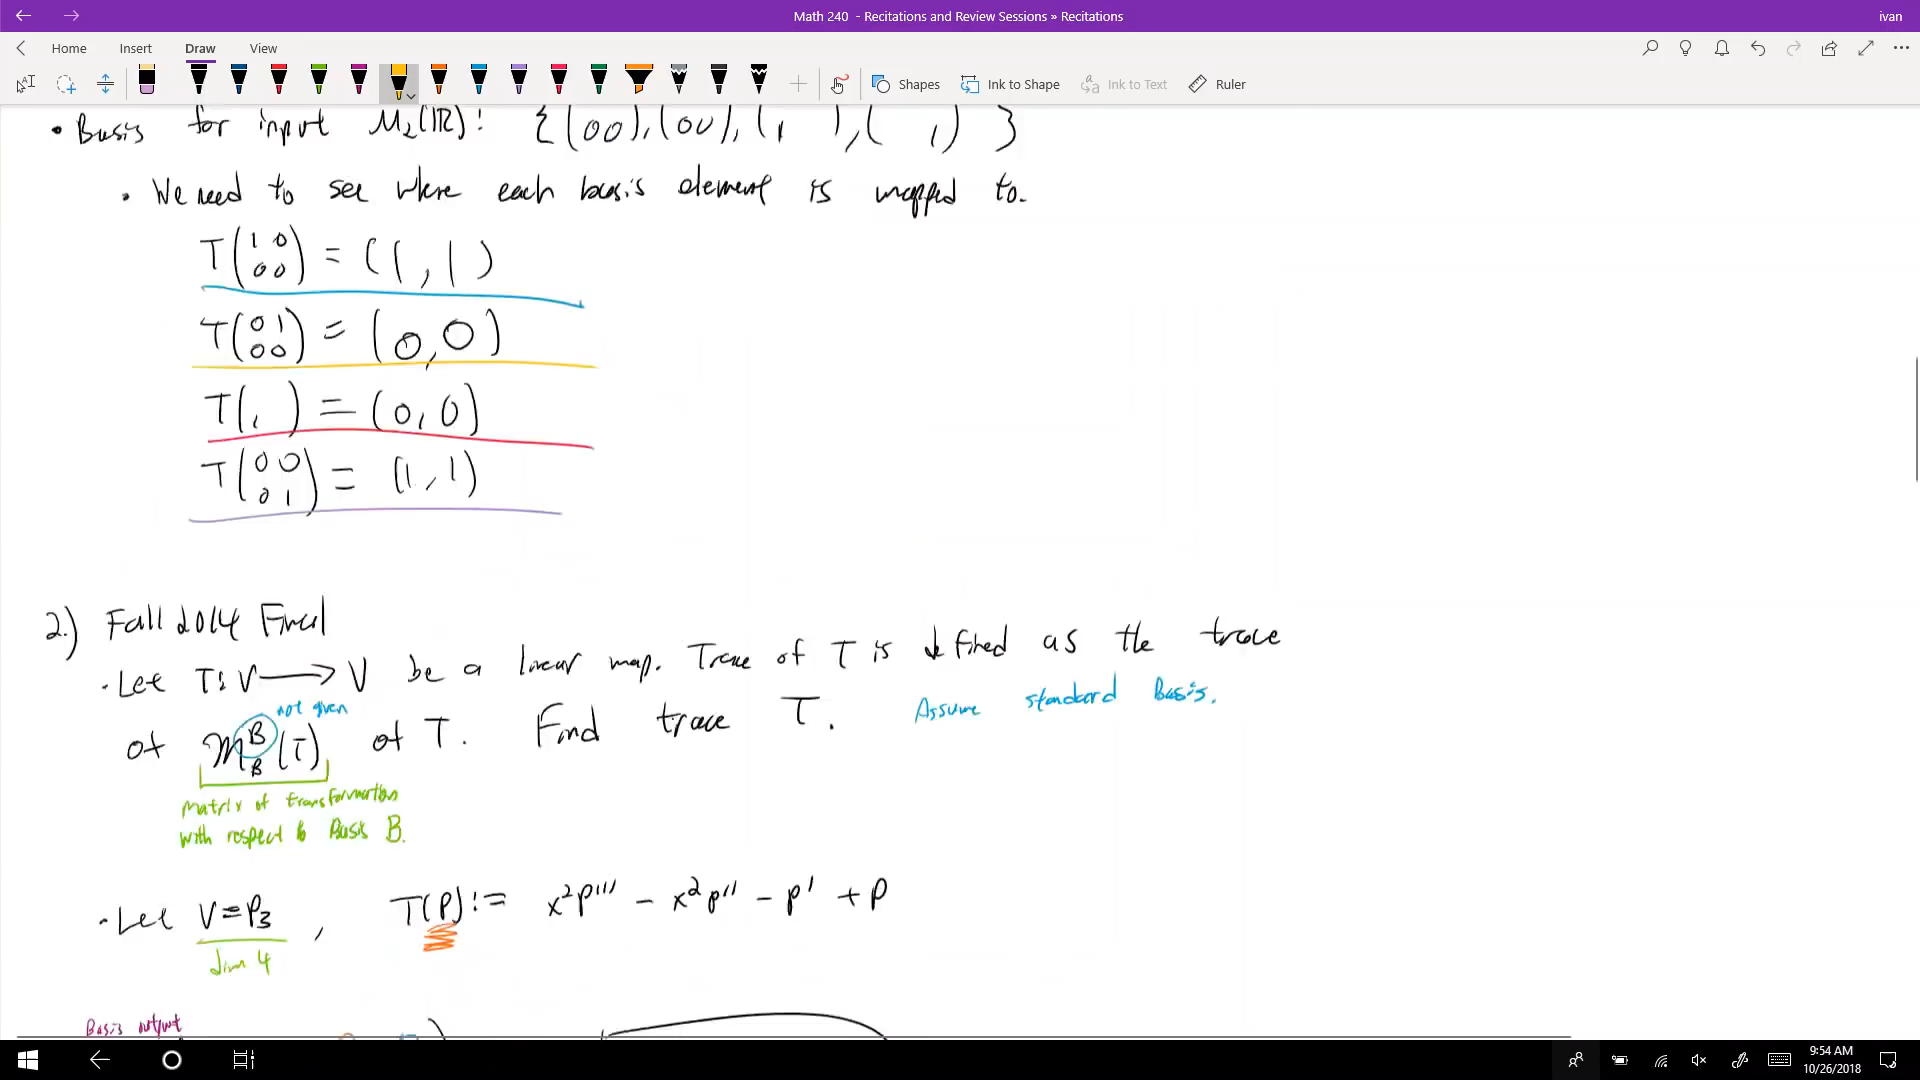 Math 240 - Recitations and Review Sessions » Recitations
ivan
Home Insert Draw View
Shapes Ink to Shape Ink to Text Ruler
• Basis for input M₂(ℝ): {(00),(00),(1 ),( 1) }
• We need to see where each basis element is mapped to.
T(1 0
0 0) = (1,1)
T(0 1
0 0) = (0,0)
T(, ) = (0,0)
T(0 0
0 1) = (1,1)
2.) Fall 2014 Final
• Let T: V → V be a linear map. Trace of T is defined as the trace
not given
Assume standard Basis.
of M_B^B(T) of T. Find trace T.
matrix of transformation
with respect to Basis B.
• Let V = P₃, T(P) := x²p''' - x²p'' - p' + p
dim 4
Basis output
9:54 AM
10/26/2018